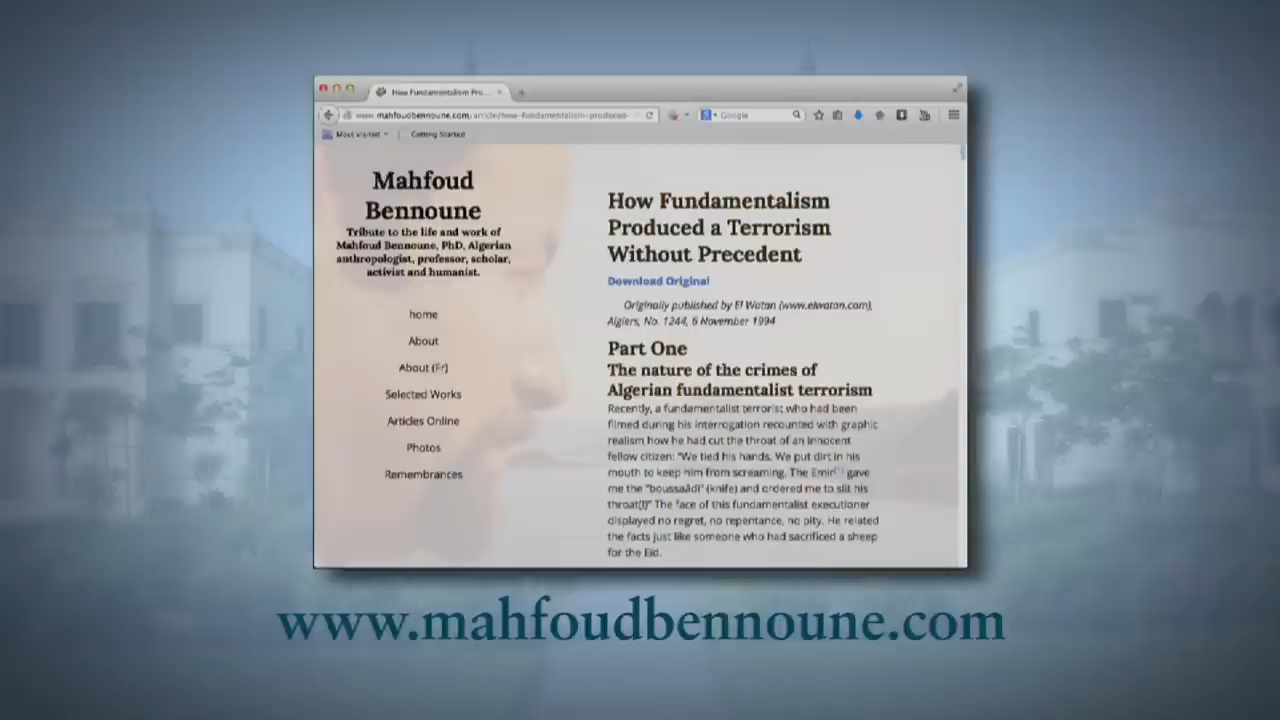 How Fundamentalism Pro...
www.mahfoudbennoune.com/article/how-fundamentalism-produced-
Google
Most Visited
Getting Started
Mahfoud
Bennoune
Tribute to the life and work of
Mahfoud Bennoune, PhD, Algerian
anthropologist, professor, scholar,
activist and humanist.
home
About
About (Fr)
Selected Works
Articles Online
Photos
Remembrances
How Fundamentalism
Produced a Terrorism
Without Precedent
Download Original
Originally published by El Watan (www.elwatan.com),
Algiers, No. 1244, 6 November 1994
Part One
The nature of the crimes of
Algerian fundamentalist terrorism
Recently, a fundamentalist terrorist who had been
filmed during his interrogation recounted with graphic
realism how he had cut the throat of an innocent
fellow citizen: "We tied his hands. We put dirt in his
mouth to keep him from screaming. The Emir gave
me the "boussaâdi" (knife) and ordered me to slit his
throat(!)" The face of this fundamentalist executioner
displayed no regret, no repentance, no pity. He related
the facts just like someone who had sacrificed a sheep
for the Eid.
www.mahfoudbennoune.com